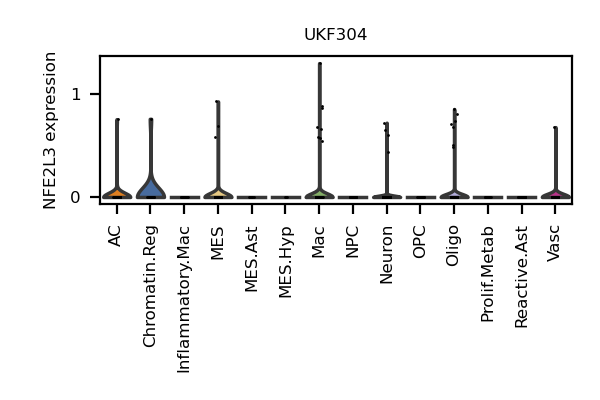 UKF304
NFE2L3 expression
1
0
AC
Chromatin.Reg
Inflammatory.Mac
MES
MES.Ast
MES.Hyp
Mac
NPC
Neuron
OPC
Oligo
Prolif.Metab
Reactive.Ast
Vasc